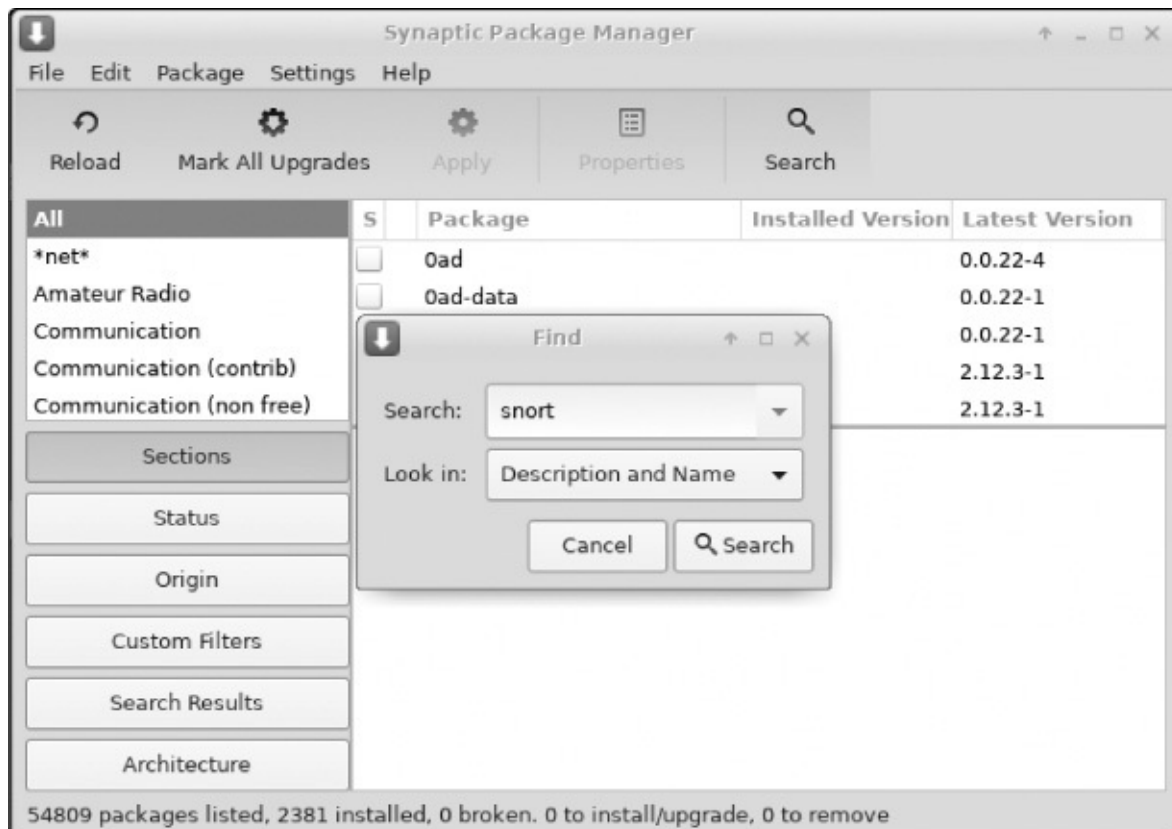 Synaptic Package Manager
File Edit Package Settings Help
Reload Mark All Upgrades Apply Properties Search
All
*net*
Amateur Radio
Communication
Communication (contrib)
Communication (non free)
Sections
Status
Origin
Custom Filters
Search Results
Architecture
S Package Installed Version Latest Version
0ad 0.0.22-4
0ad-data 0.0.22-1
0.0.22-1
2.12.3-1
2.12.3-1
Find
Search: snort
Look in: Description and Name
Cancel Search
54809 packages listed, 2381 installed, 0 broken. 0 to install/upgrade, 0 to remove